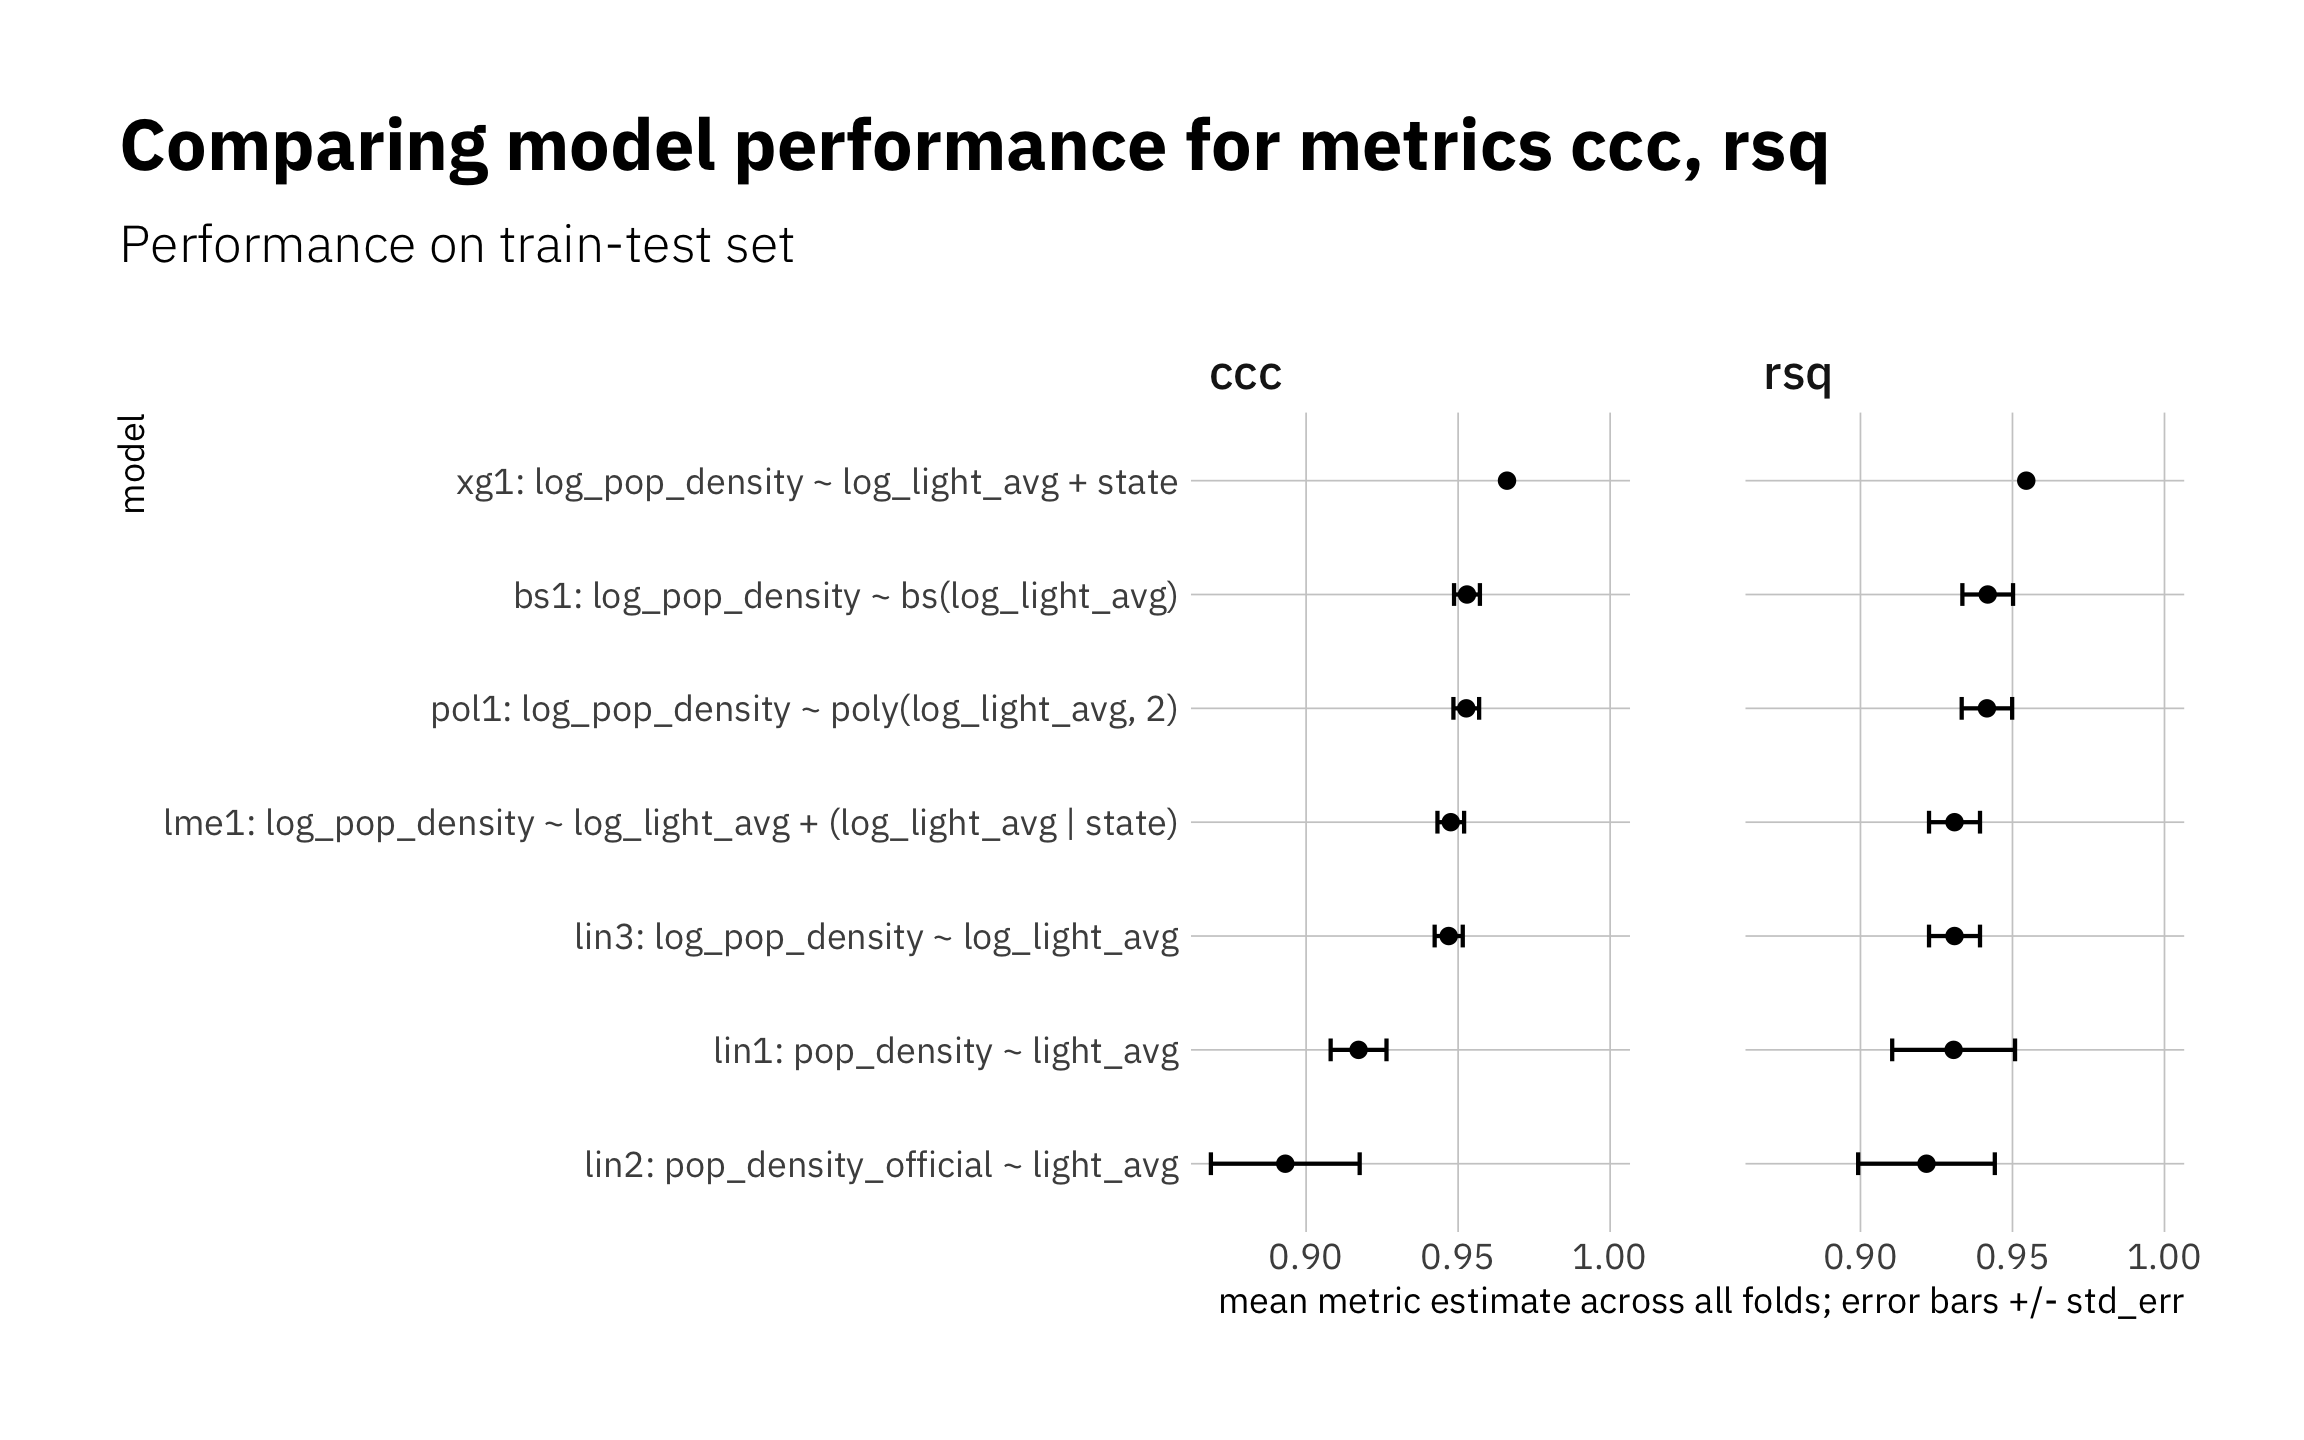 Comparing model performance for metrics ccc, rsq
Performance on train-test set
ccc
rsq
model
xg1: log_pop_density ~ log_light_avg + state
bs1: log_pop_density ~ bs(log_light_avg)
pol1: log_pop_density ~ poly(log_light_avg, 2)
lme1: log_pop_density ~ log_light_avg + (log_light_avg | state)
lin3: log_pop_density ~ log_light_avg
lin1: pop_density ~ light_avg
lin2: pop_density_official ~ light_avg
0.90 0.95 1.00 0.90 0.95 1.00
mean metric estimate across all folds; error bars +/- std_err